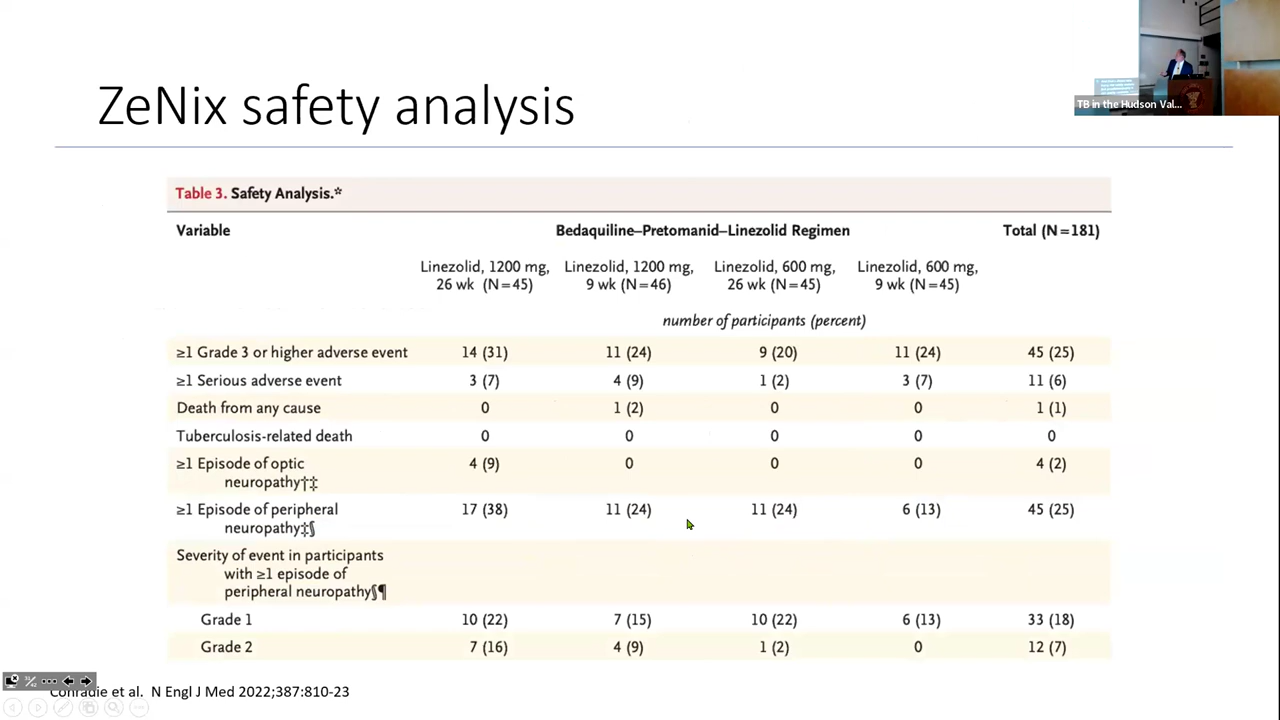 ZeNix safety analysis
TB in the Hudson Val...
Table 3. Safety Analysis.*
Variable Bedaquiline–Pretomanid–Linezolid Regimen Total (N=181)
Linezolid, 1200 mg, Linezolid, 1200 mg, Linezolid, 600 mg, Linezolid, 600 mg,
26 wk (N=45) 9 wk (N=46) 26 wk (N=45) 9 wk (N=45)
number of participants (percent)
≥1 Grade 3 or higher adverse event 14 (31) 11 (24) 9 (20) 11 (24) 45 (25)
≥1 Serious adverse event 3 (7) 4 (9) 1 (2) 3 (7) 11 (6)
Death from any cause 0 1 (2) 0 0 1 (1)
Tuberculosis-related death 0 0 0 0 0
≥1 Episode of optic 4 (9) 0 0 0 4 (2)
neuropathy†‡
≥1 Episode of peripheral 17 (38) 11 (24) 11 (24) 6 (13) 45 (25)
neuropathy‡§
Severity of event in participants
with ≥1 episode of
peripheral neuropathy§¶
Grade 1 10 (22) 7 (15) 10 (22) 6 (13) 33 (18)
Grade 2 7 (16) 4 (9) 1 (2) 0 12 (7)
Conradie et al. N Engl J Med 2022;387:810-23